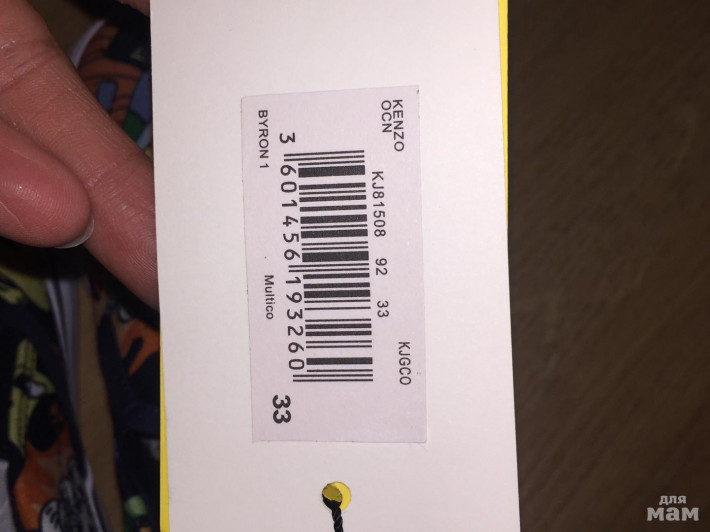 KENZO
OCN
KJ81508 92 33 KJGCO
3 601456 193260
BYRON 1 Multico 33
для
мам